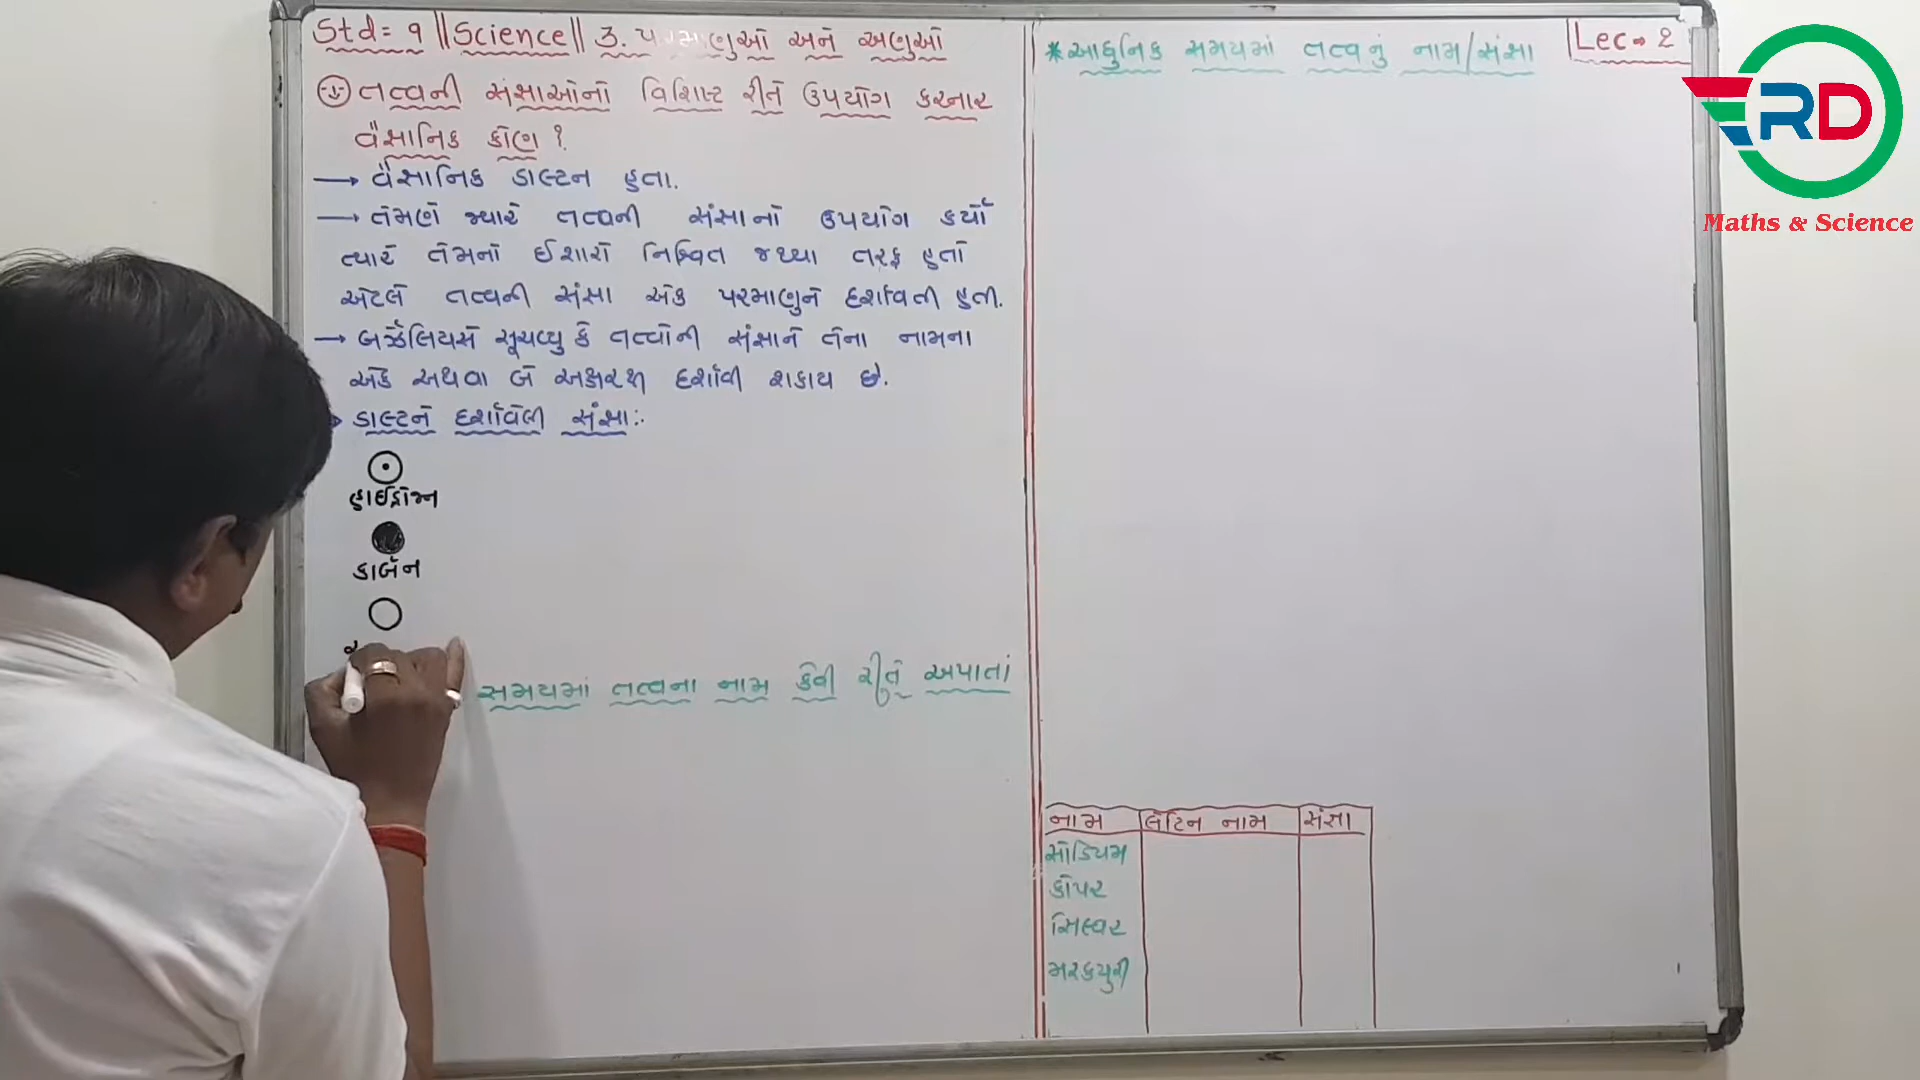 Std = ૧ ||Science|| ૩. પરમાણુઓ અને અણુઓ
તત્વની સંજ્ઞાઓનો વિશિષ્ટ રીતે ઉપયોગ કરનાર
વૈજ્ઞાનિક કોણ ?
→ વૈજ્ઞાનિક ડાલ્ટન હતા.
→ તેમણે જ્યારે તત્વની સંજ્ઞાનો ઉપયોગ કર્યો
ત્યારે તેમનો ઈશારો નિશ્ચિત જથ્થા તરફ હતો
એટલે તત્વની સંજ્ઞા એક પરમાણુને દર્શાવતી હતી.
→ બર્ઝેલિયસે સૂચવ્યુ કે તત્વોની સંજ્ઞાને તેના નામના
એક અથવા બે અક્ષરથી દર્શાવી શકાય છે.
ડાલ્ટને દર્શાવેલી સંજ્ઞા:-
હાઈડ્રોજન
કાર્બન
સમયમાં તત્વના નામ કેવી રીતે અપાતાં
* આધુનિક સમયમાં તત્વનું નામ/સંજ્ઞા
Lec → 2
નામ લેટિન નામ સંજ્ઞા
સોડિયમ
કોપર
સિલ્વર
મરક્યુરી
RD
Maths & Science